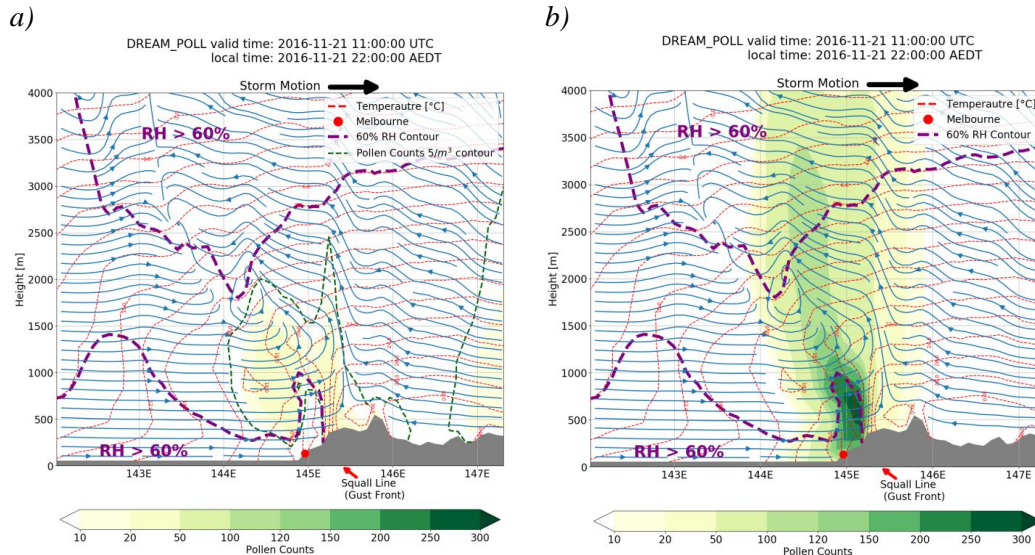 a)
DREAM_POLL valid time: 2016-11-21 11:00:00 UTC
local time: 2016-11-21 22:00:00 AEDT
Storm Motion
Temperautre [°C]
Melbourne
60% RH Contour
Pollen Counts 5/m³ contour
RH > 60%
RH > 60%
Height [m]
4000
3500
3000
2500
2000
1500
1000
500
0
143E
144E
145E
146E
147E
Squall Line
(Gust Front)
10 20 50 100 120 150 200 250 300
Pollen Counts
b)
DREAM_POLL valid time: 2016-11-21 11:00:00 UTC
local time: 2016-11-21 22:00:00 AEDT
Storm Motion
Temperautre [°C]
Melbourne
60% RH Contour
RH > 60%
RH > 60%
Height [m]
4000
3500
3000
2500
2000
1500
1000
500
0
143E
144E
145E
146E
147E
Squall Line
(Gust Front)
10 20 50 100 120 150 200 250 300
Pollen Counts